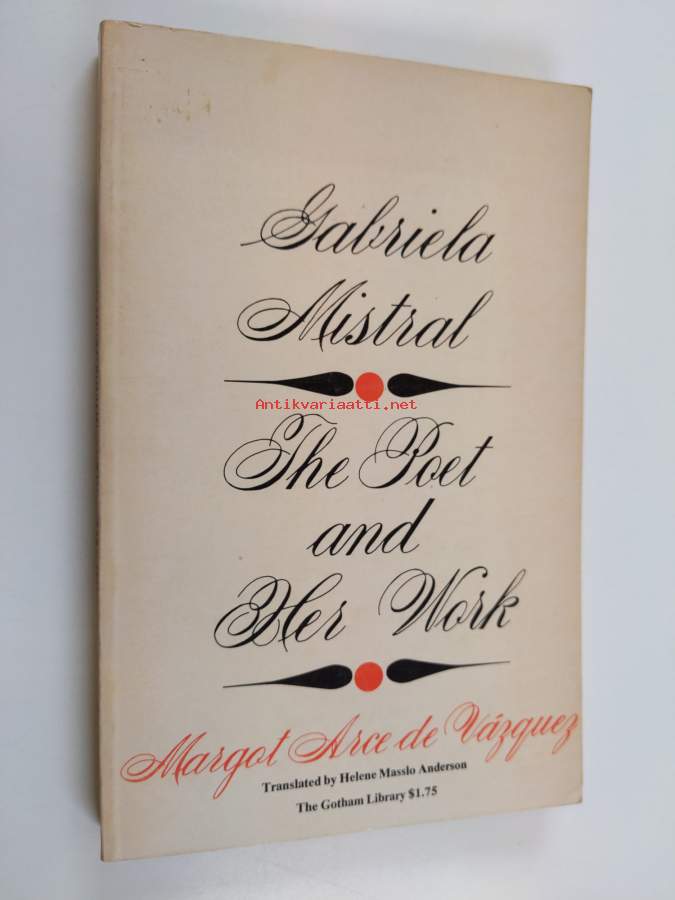 Gabriela
Mistral
Antikvariaatti.net
The Poet
and
Her Work
Margot Arce de Vázquez
Translated by Helene Masslo Anderson
The Gotham Library $1.75